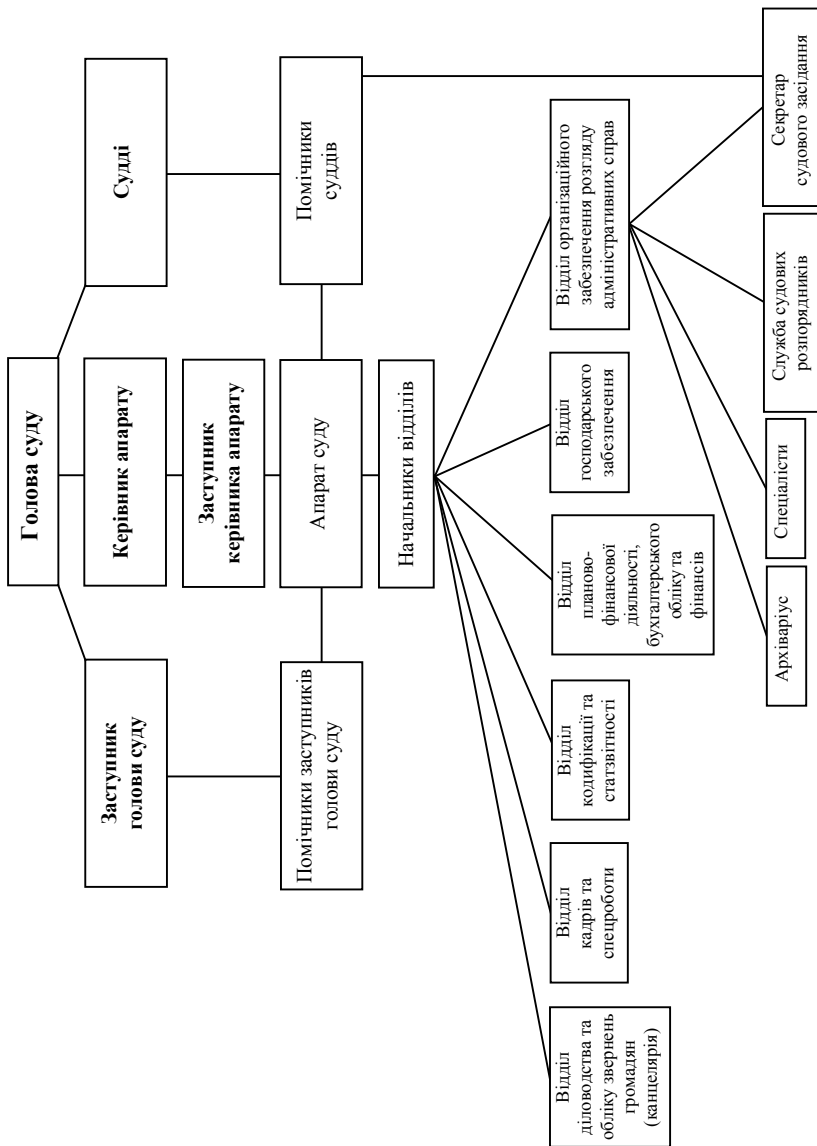 Голова суду
Заступник
голови суду
Керівник апарату
Судді
Заступник
керівника апарату
Помічники заступників
голови суду
Апарат суду
Помічники
суддів
Начальники відділів
Відділ
діловодства та
обліку звернень
громадян
(канцелярія)
Відділ
кадрів та
спецроботи
Відділ
кодифікації та
статзвітності
Відділ
планово-
фінансової
діяльності,
бухгалтерського
обліку та
фінансів
Відділ
господарського
забезпечення
Відділ організаційного
забезпечення розгляду
адміністративних справ
Архіваріус
Спеціалісти
Служба судових
розпорядників
Секретар
судового засідання